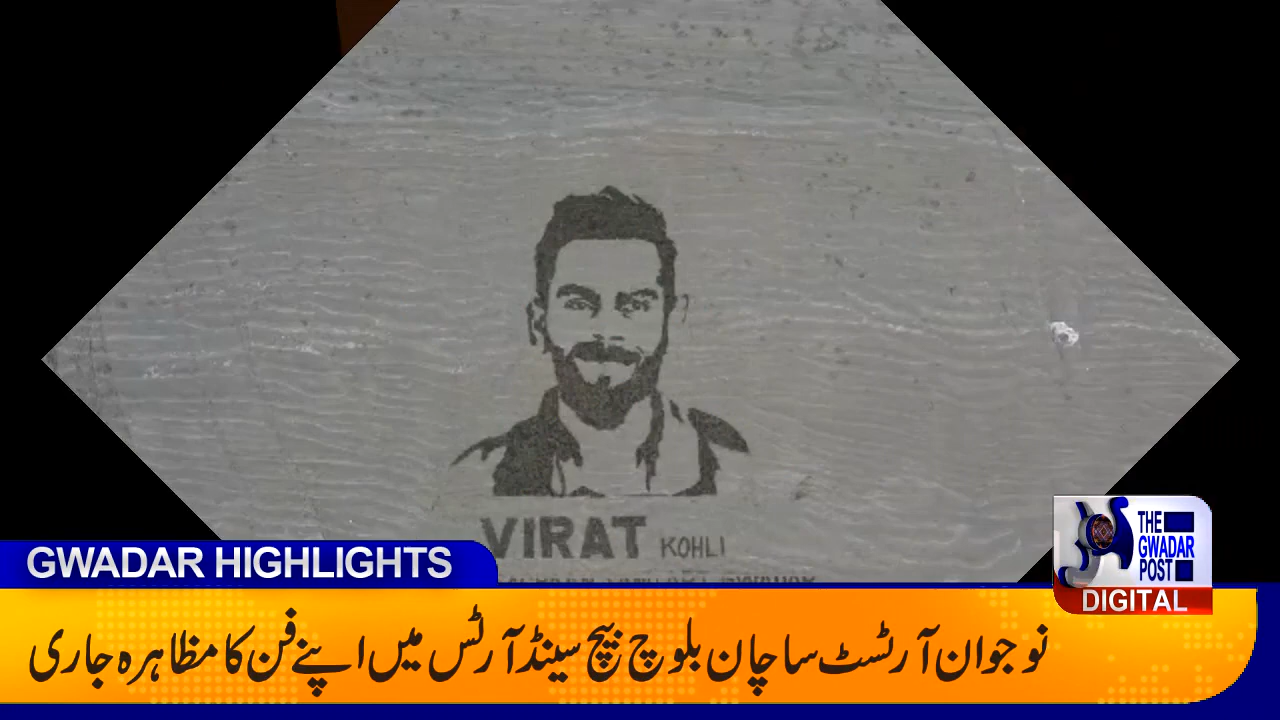 VIRAT KOHLI
GWADAR HIGHLIGHTS
THE
GWADAR
POST
DIGITAL
نوجوان آرٹسٹ ساچان بلوچ بیچ سینڈ آرٹس میں اپنے فن کا مظاہرہ جاری